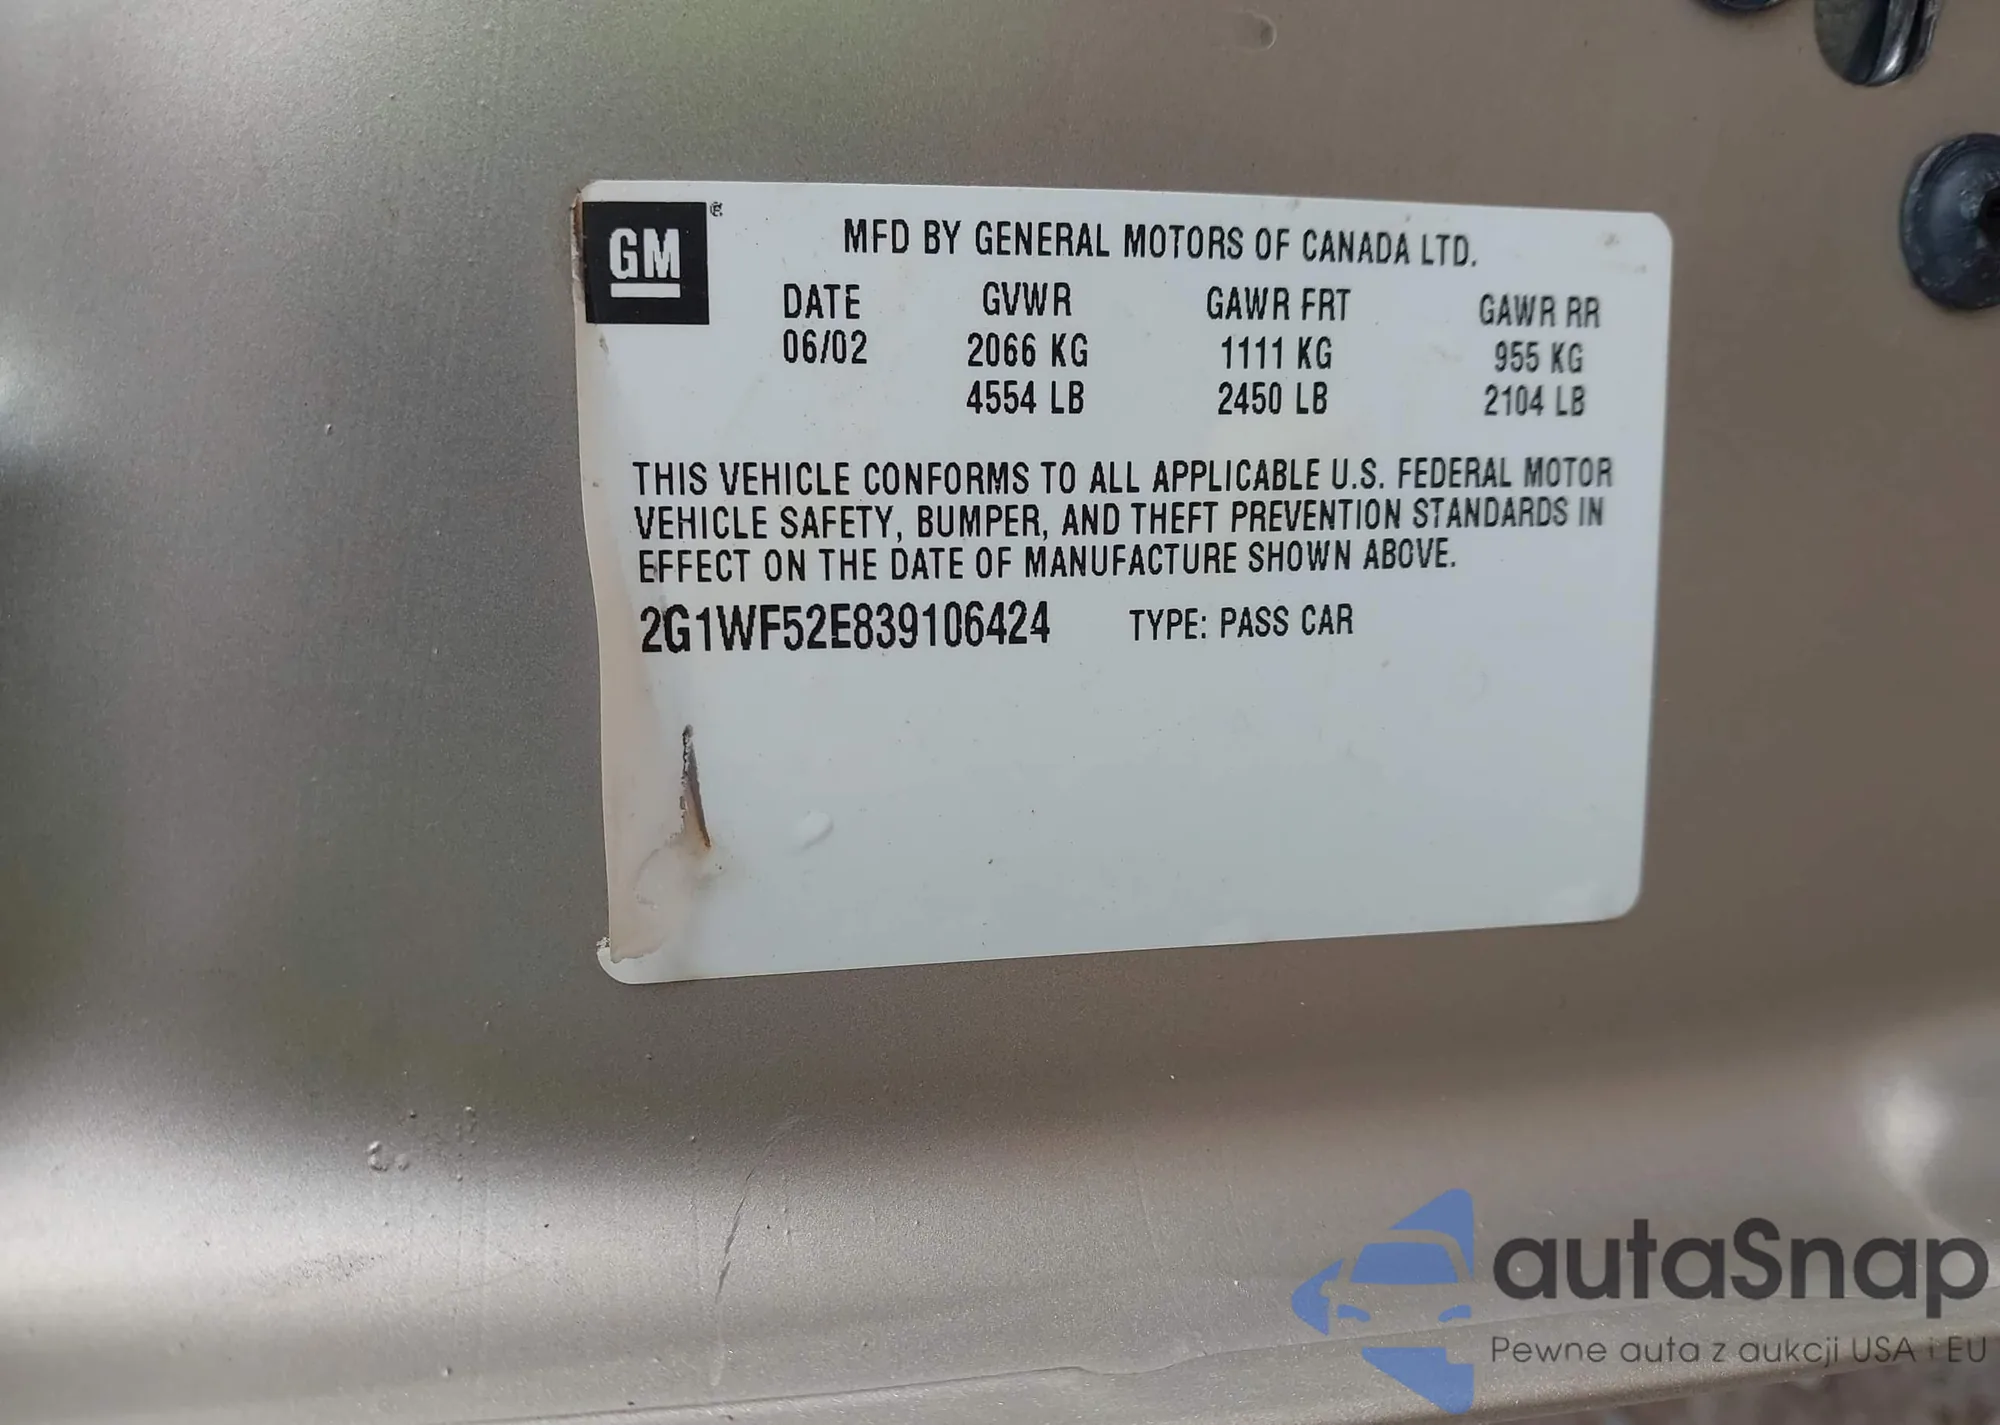 GM ®
MFD BY GENERAL MOTORS OF CANADA LTD.
DATE GVWR GAWR FRT GAWR RR
06/02 2066 KG 1111 KG 955 KG
4554 LB 2450 LB 2104 LB
THIS VEHICLE CONFORMS TO ALL APPLICABLE U.S. FEDERAL MOTOR
VEHICLE SAFETY, BUMPER, AND THEFT PREVENTION STANDARDS IN
EFFECT ON THE DATE OF MANUFACTURE SHOWN ABOVE.
2G1WF52E839106424 TYPE: PASS CAR
autaSnap
Pewne auta z aukcji USA i EU